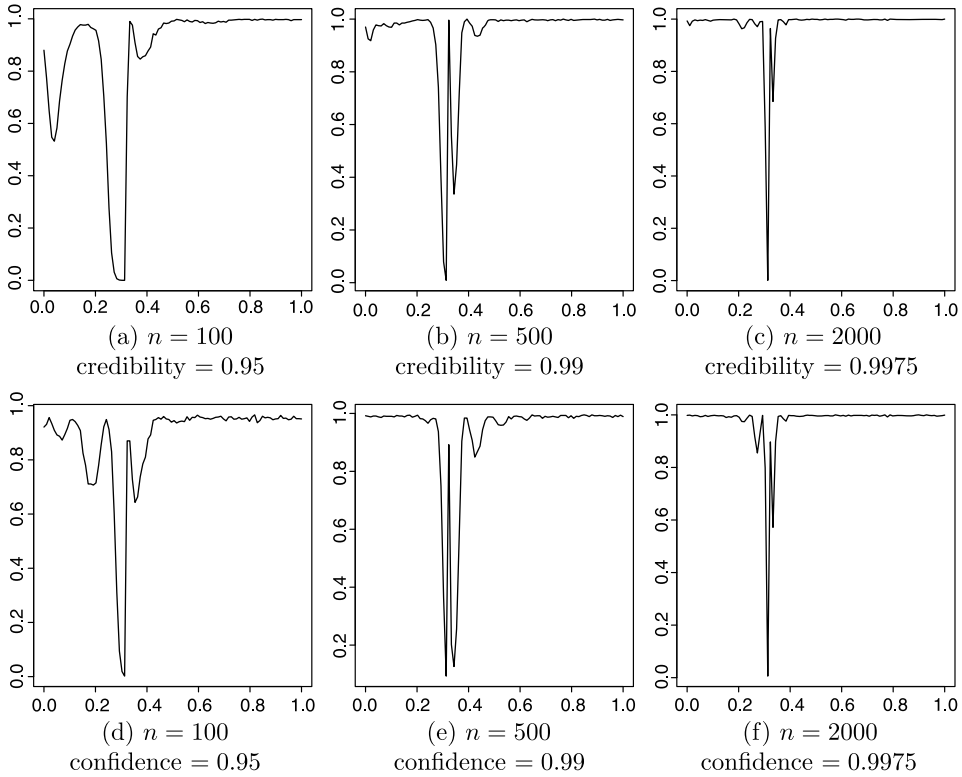 1.0
0.8
0.6
0.4
0.2
0.0
0.0 0.2 0.4 0.6 0.8 1.0
(a) n = 100
credibility = 0.95
1.0
0.8
0.6
0.4
0.2
0.0
0.0 0.2 0.4 0.6 0.8 1.0
(b) n = 500
credibility = 0.99
1.0
0.8
0.6
0.4
0.2
0.0
0.0 0.2 0.4 0.6 0.8 1.0
(c) n = 2000
credibility = 0.9975
1.0
0.8
0.6
0.4
0.2
0.0
0.0 0.2 0.4 0.6 0.8 1.0
(d) n = 100
confidence = 0.95
1.0
0.8
0.6
0.4
0.2
0.0 0.2 0.4 0.6 0.8 1.0
(e) n = 500
confidence = 0.99
1.0
0.8
0.6
0.4
0.2
0.0
0.0 0.2 0.4 0.6 0.8 1.0
(f) n = 2000
confidence = 0.9975